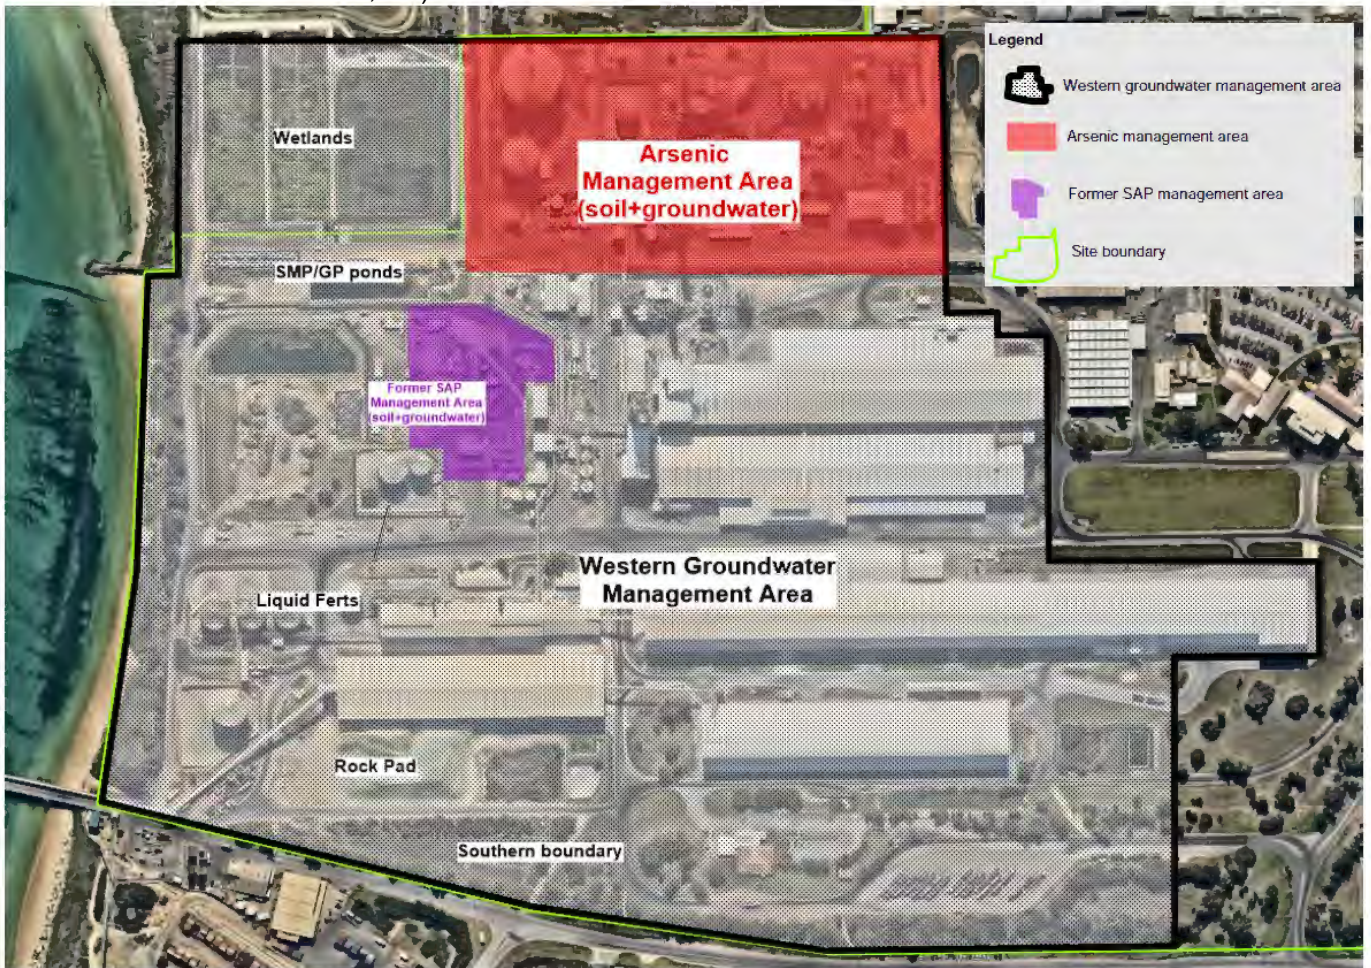 Legend
Western groundwater management area
Arsenic management area
Former SAP management area
Site boundary
Wetlands
Arsenic
Management Area
(soil+groundwater)
SMP/GP ponds
Former SAP
Management Area
(soil+groundwater)
Western Groundwater
Management Area
Liquid Ferts
Rock Pad
Southern boundary